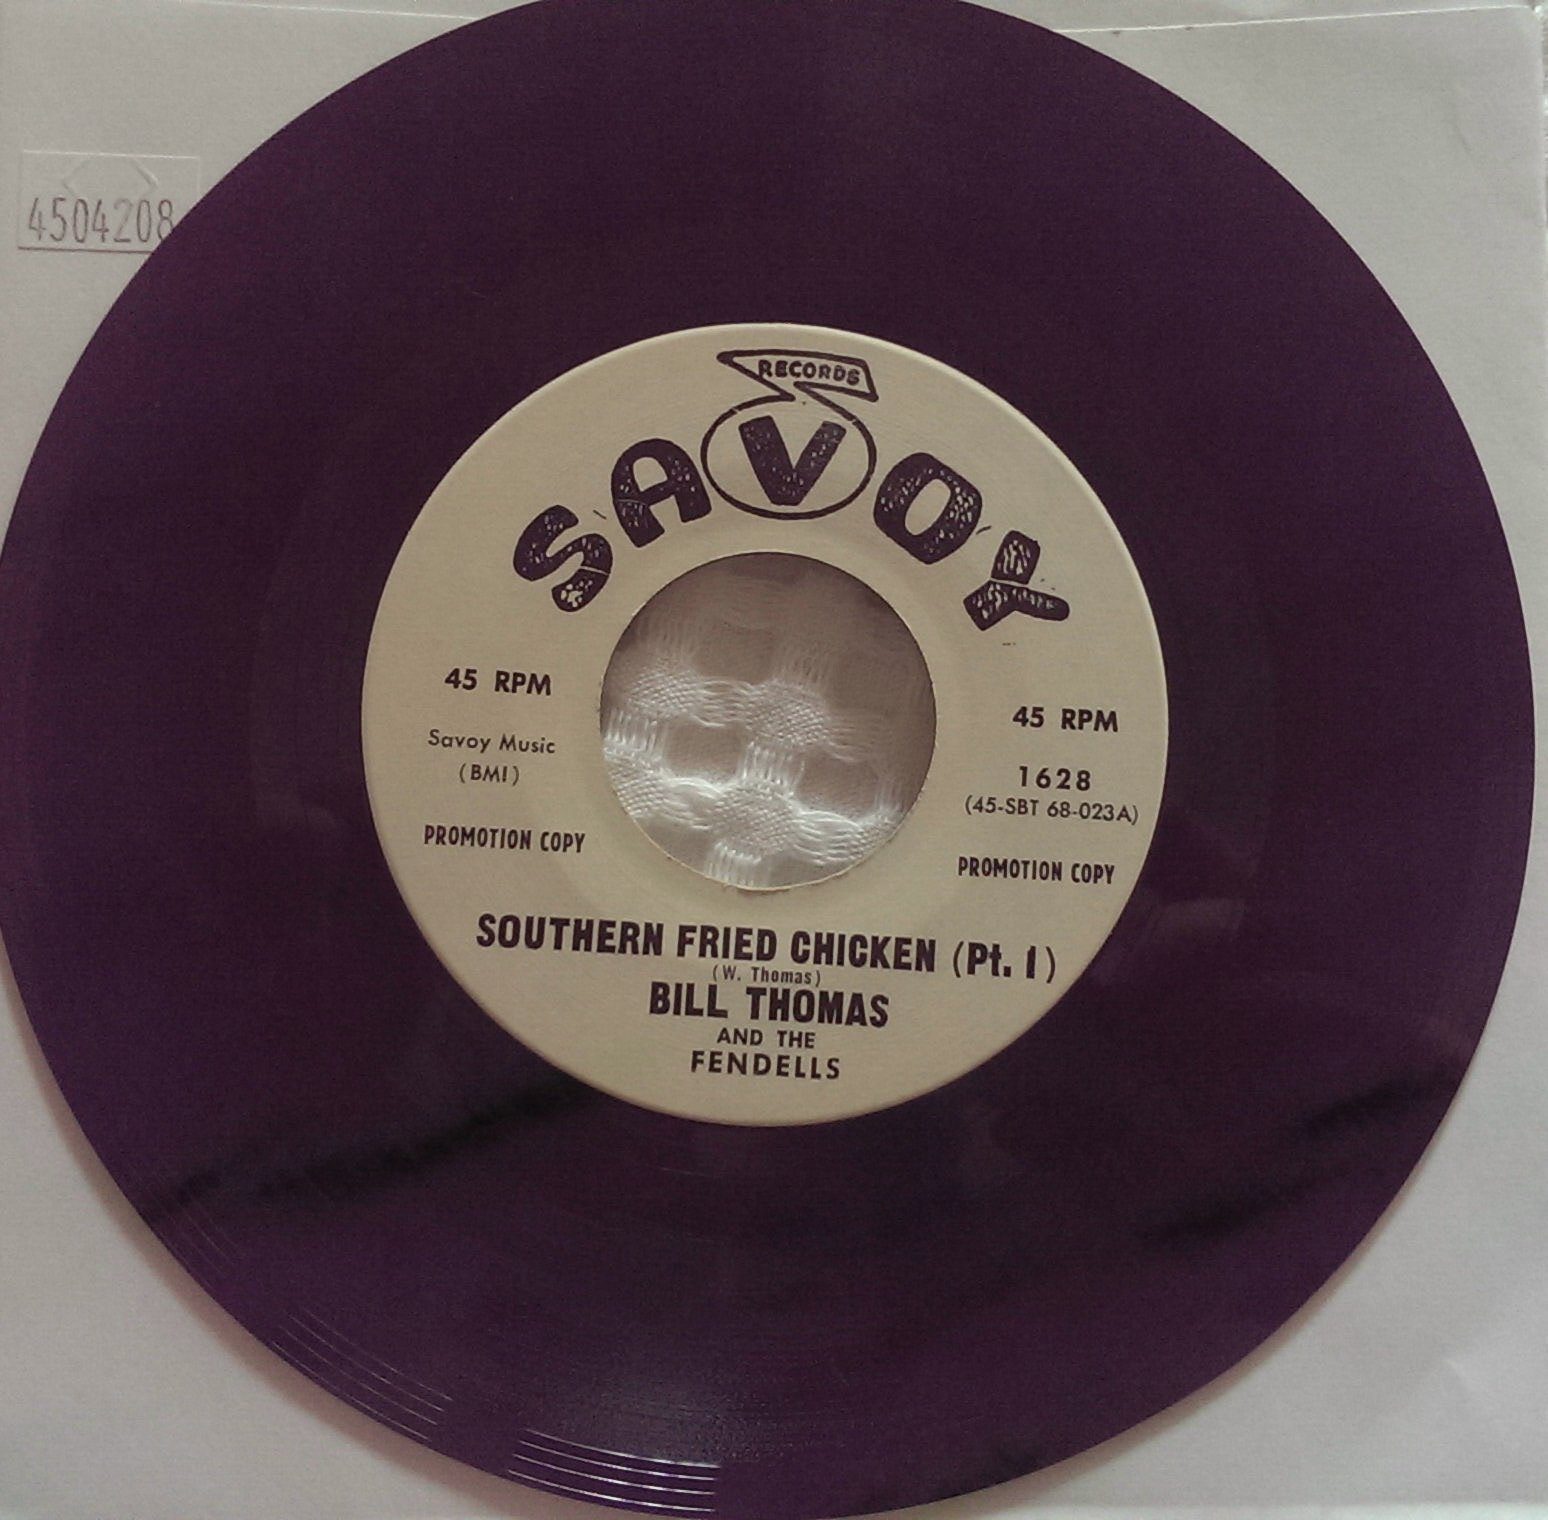 4504208
RECORDS
SAVOY
45 RPM
Savoy Music
(BMI)
PROMOTION COPY
45 RPM
1628
(45-SBT 68-023A)
PROMOTION COPY
SOUTHERN FRIED CHICKEN (Pt. I)
(W. Thomas)
BILL THOMAS
AND THE
FENDELLS